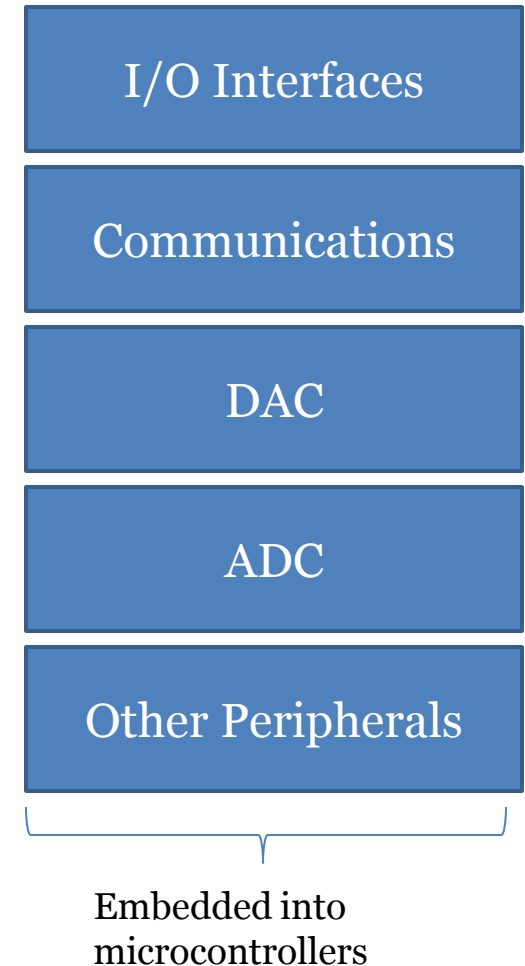 I/O Interfaces
Communications
DAC
ADC
Other Peripherals
Embedded into
microcontrollers